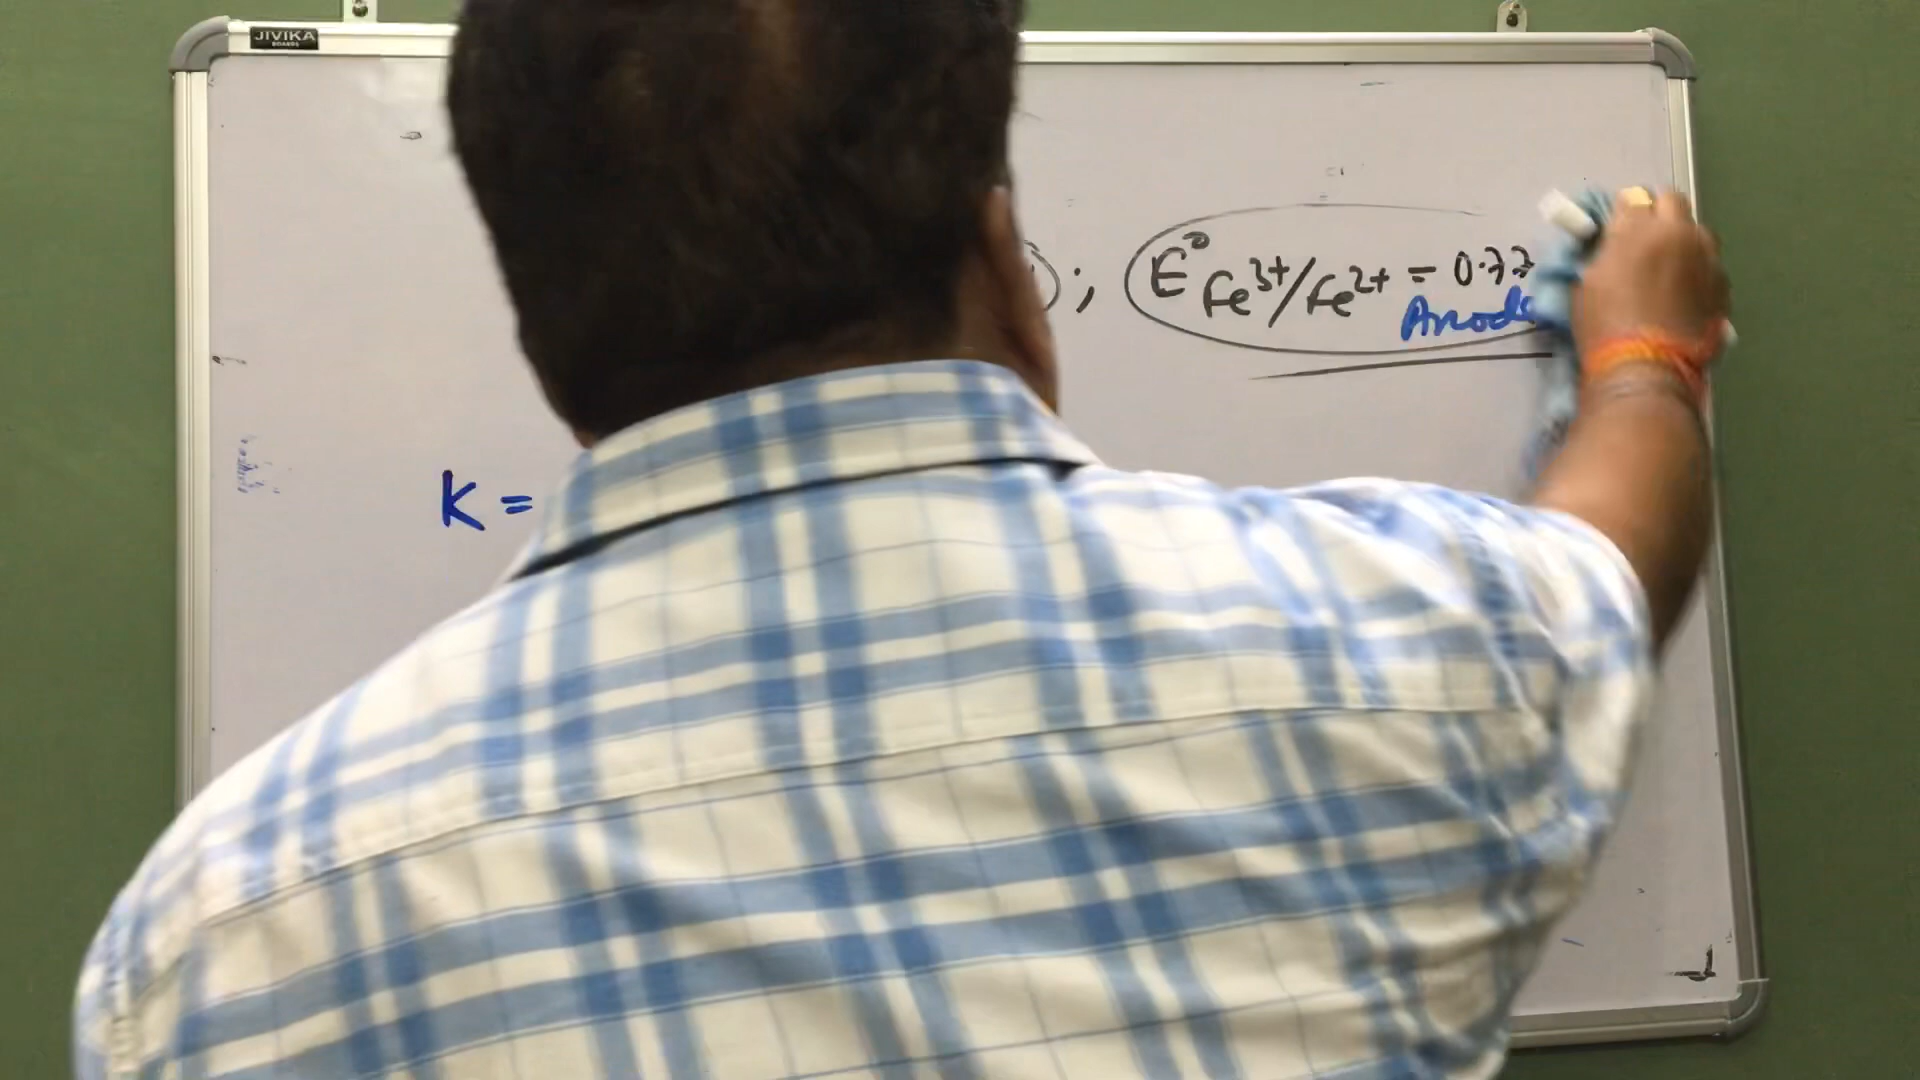 JIVIKA
BOARDS
; E° Fe³⁺/Fe²⁺ = 0.77
Anode
K =